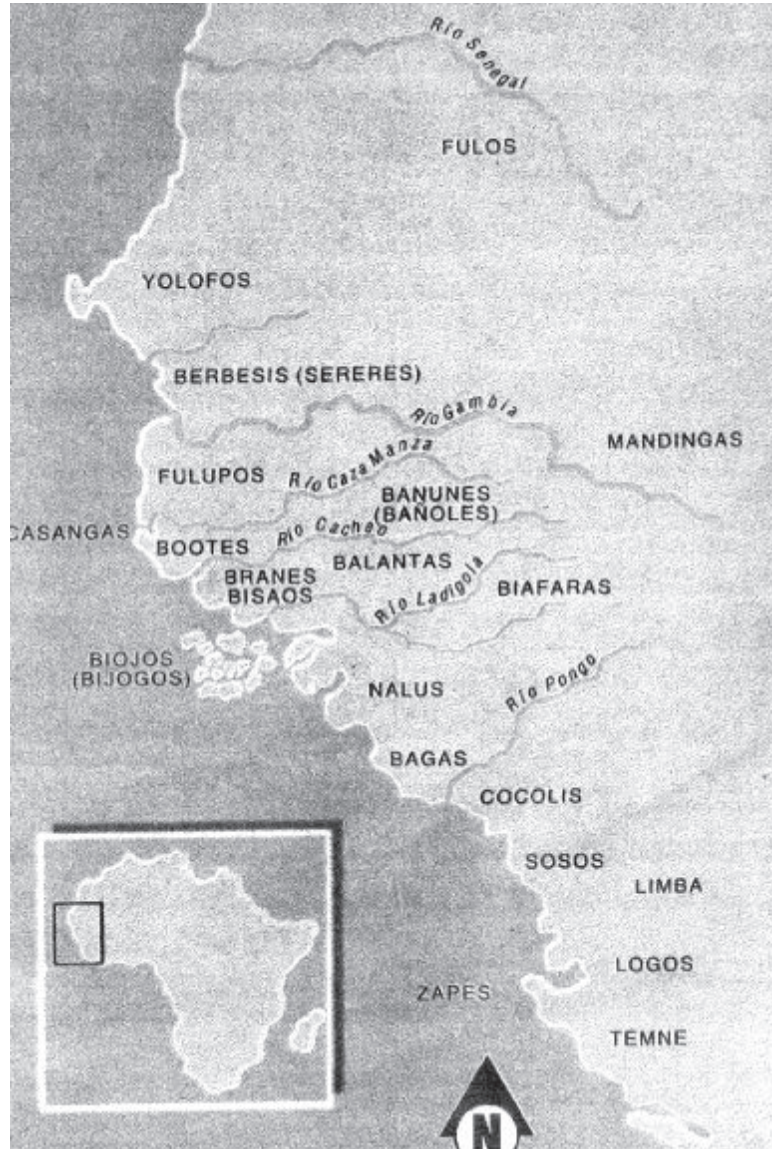 Río Senegal
FULOS
YOLOFOS
BERBESIS (SERERES)
Río Gambia
MANDINGAS
FULUPOS
Río Caza Manza
BANUNES
(BAÑOLES)
CASANGAS
BOOTES
Río Cacheo
BALANTAS
BRANES
BISAOS
Río Ladigola
BIAFARAS
BIOJOS
(BIJOGOS)
NALUS
Río Pongo
BAGAS
COCOLIS
SOSOS
LIMBA
LOGOS
ZAPES
TEMNE
N